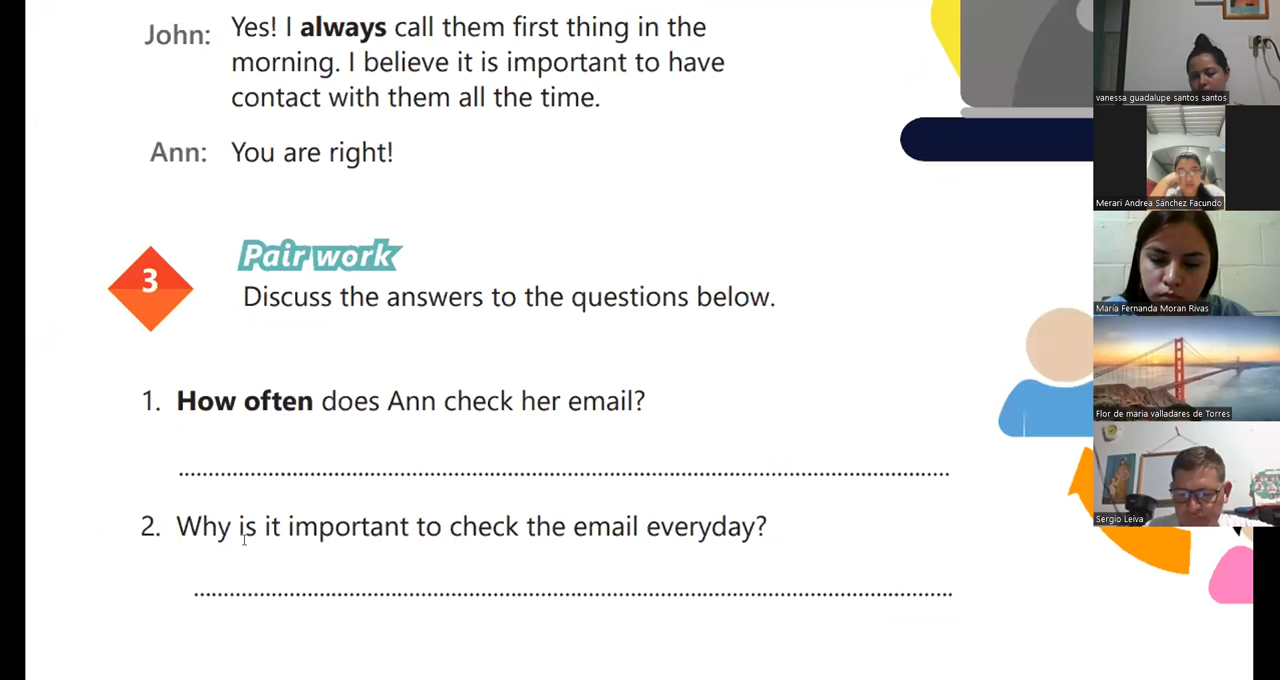 John: Yes! I always call them first thing in the
morning. I believe it is important to have
contact with them all the time.
Ann: You are right!
3
Pair work
Discuss the answers to the questions below.
1. How often does Ann check her email?
................................................................................................................................
2. Why is it important to check the email everyday?
................................................................................................................................
vanessa guadalupe santos santos
Merari Andrea Sánchez Facundo
María Fernanda Moran Rivas
Flor de maria valladares de Torres
Sergio Leiva